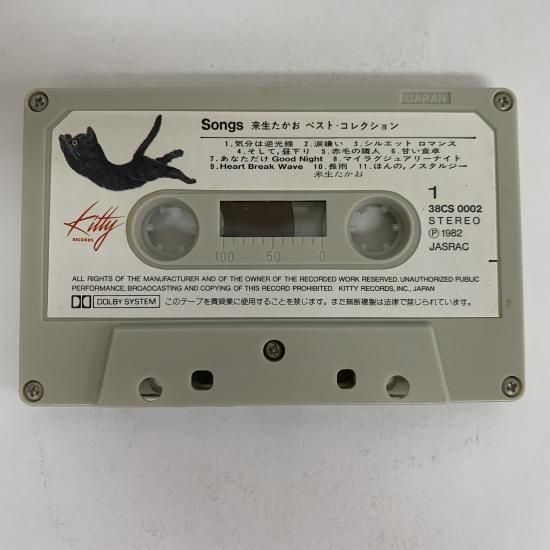 JAPAN
Songs 来生たかお ベスト・コレクション
1.気分は逆光線 2.涙嫌い 3.シルエット ロマンス
4.そして,昼下り 5.赤毛の隣人 6.甘い食卓
7.あなただけ Good Night 8.マイラグジュアリーナイト
9.Heart Break Wave 10.長雨 11.ほんの,ノスタルジー
来生たかお
Kitty
RECORDS
1
38CS 0002
STEREO
Ⓟ 1982
JASRAC
100 50 0
ALL RIGHTS OF THE MANUFACTURER AND OF THE OWNER OF THE RECORDED WORK RESERVED. UNAUTHORIZED PUBLIC
PERFORMANCE, BROADCASTING AND COPYING OF THIS RECORD PROHIBITED. KITTY RECORDS, INC., JAPAN
DOLBY SYSTEM このテープを賃貸業に使用することを禁じます。また無断複製は法律で禁じられています。